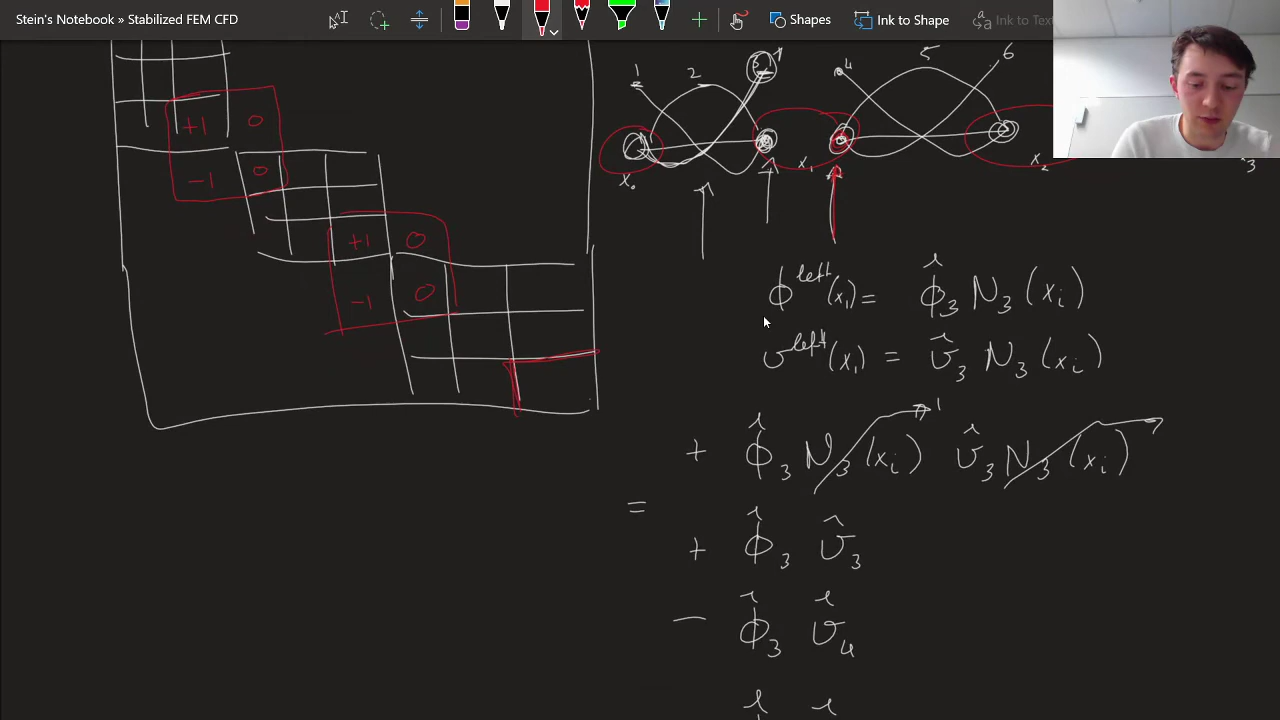 Stein's Notebook » Stabilized FEM CFD
Shapes
Ink to Shape
Ink to Text
1 2 3 4 5 6
x₀ x₁ x₂ x₃
+1 0
-1 0
+1 0
-1 0
ϕ̂^left(x₁) = ϕ̂₃ N₃(xᵢ)
v^left(x₁) = v̂₃ N₃(xᵢ)
+ ϕ̂₃ N₃(xᵢ) →1 v̂₃ N₃(xᵢ) →
=
+ ϕ̂₃ v̂₃
- ϕ̂₃ v̂₄